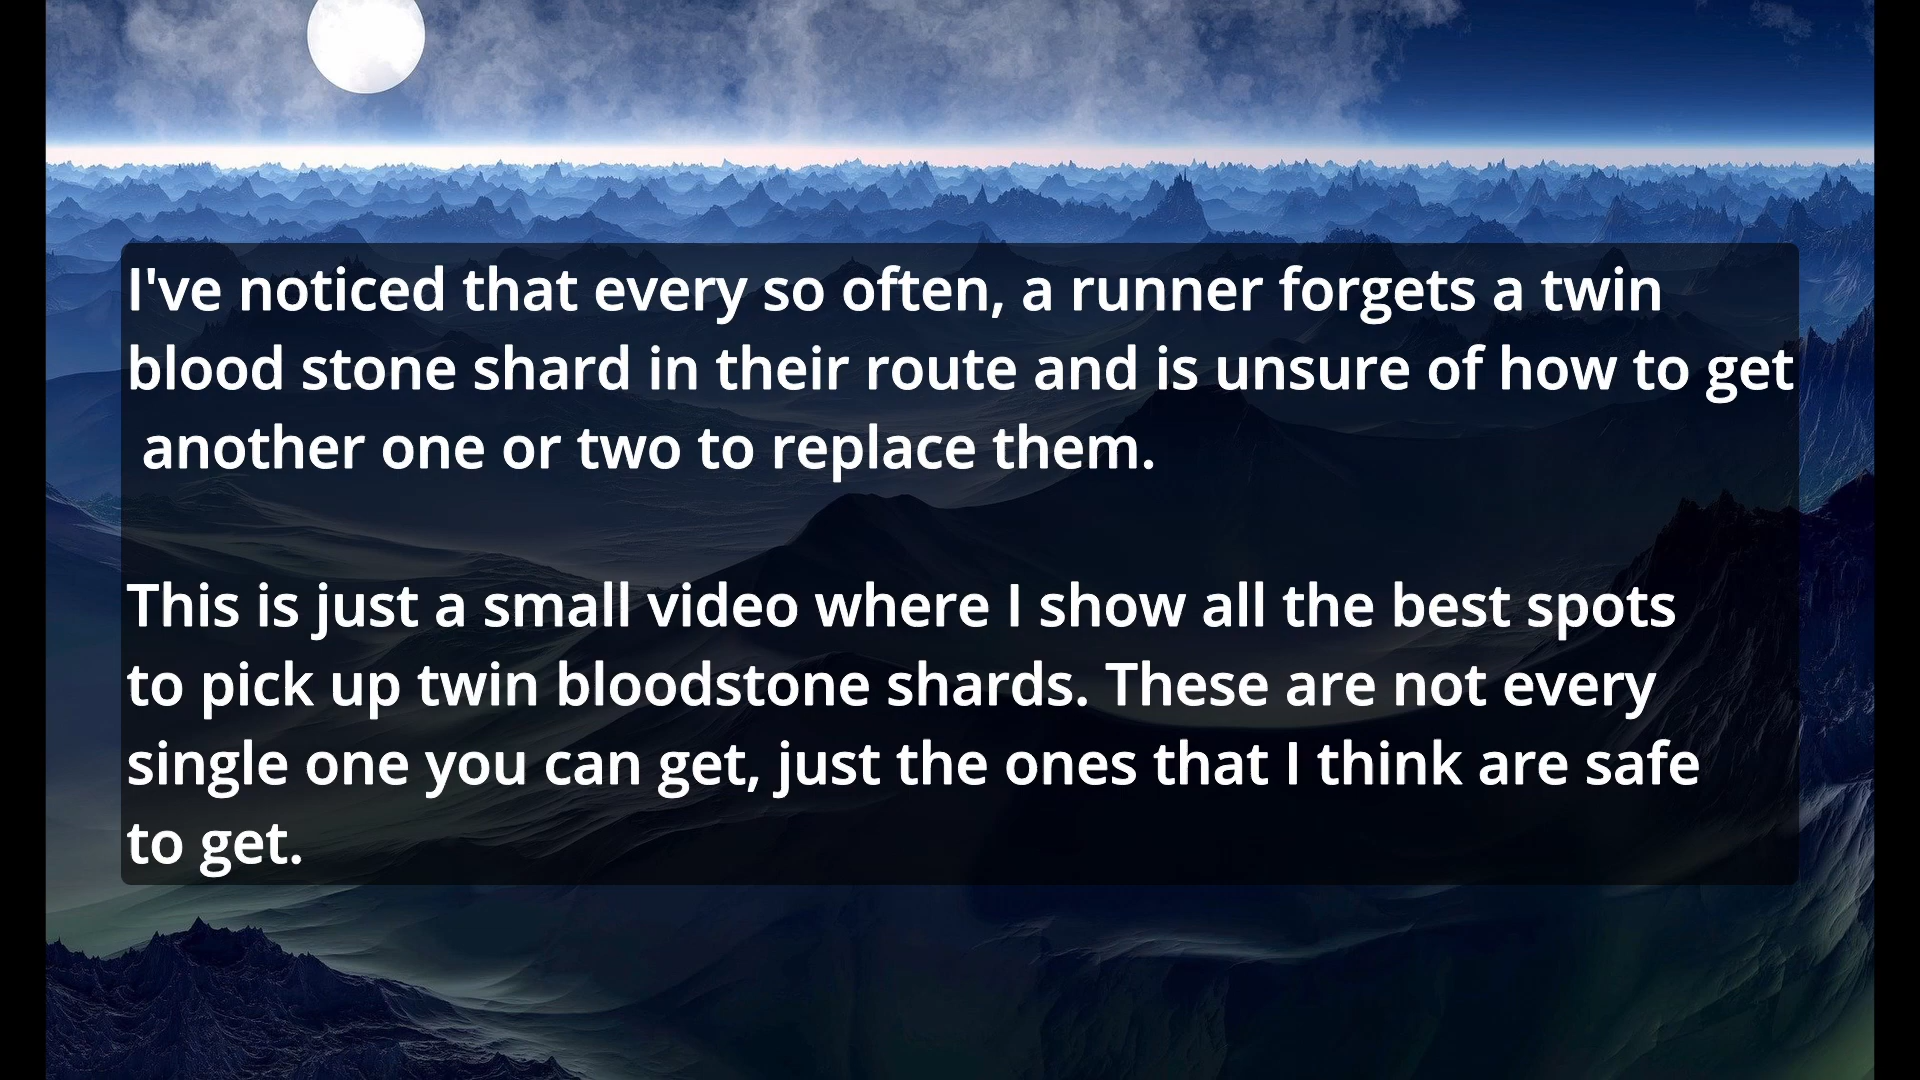 I've noticed that every so often, a runner forgets a twin
blood stone shard in their route and is unsure of how to get
another one or two to replace them.
This is just a small video where I show all the best spots
to pick up twin bloodstone shards. These are not every
single one you can get, just the ones that I think are safe
to get.